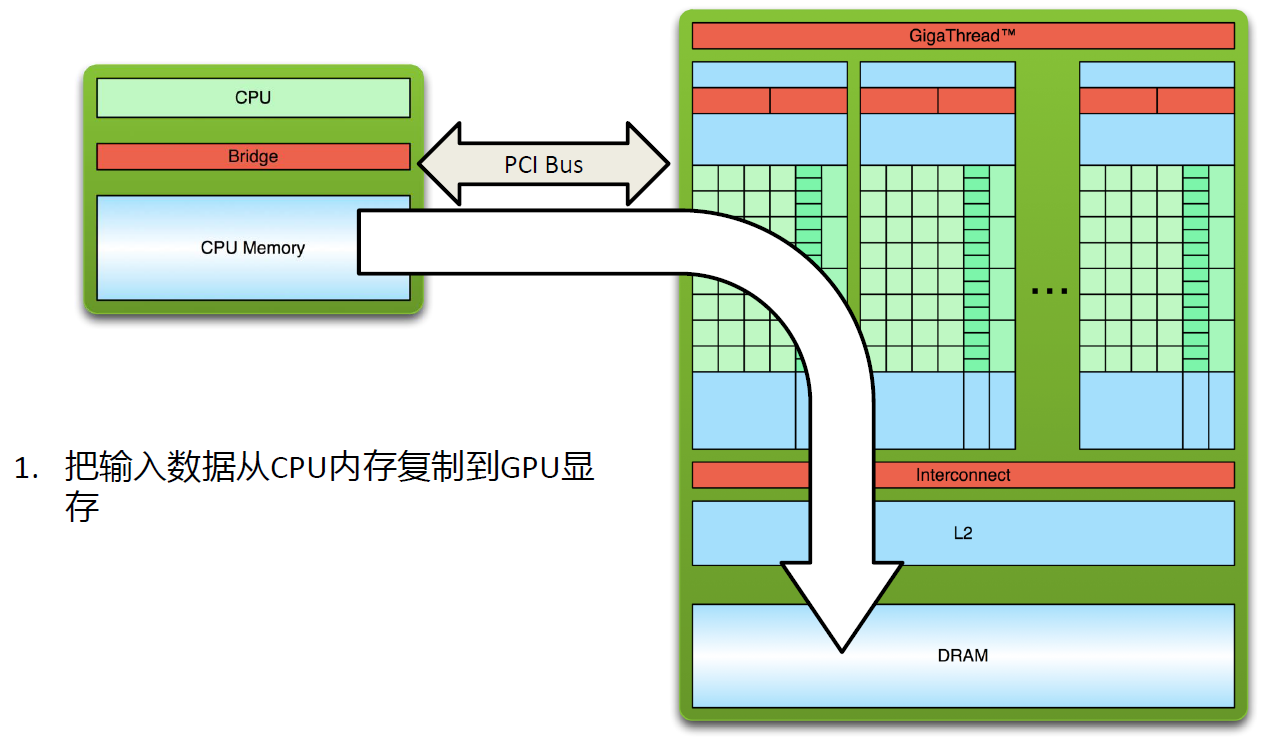 GigaThread™
CPU
Bridge
PCI Bus
CPU Memory
...
1. 把输入数据从CPU内存复制到GPU显
存
Interconnect
L2
DRAM